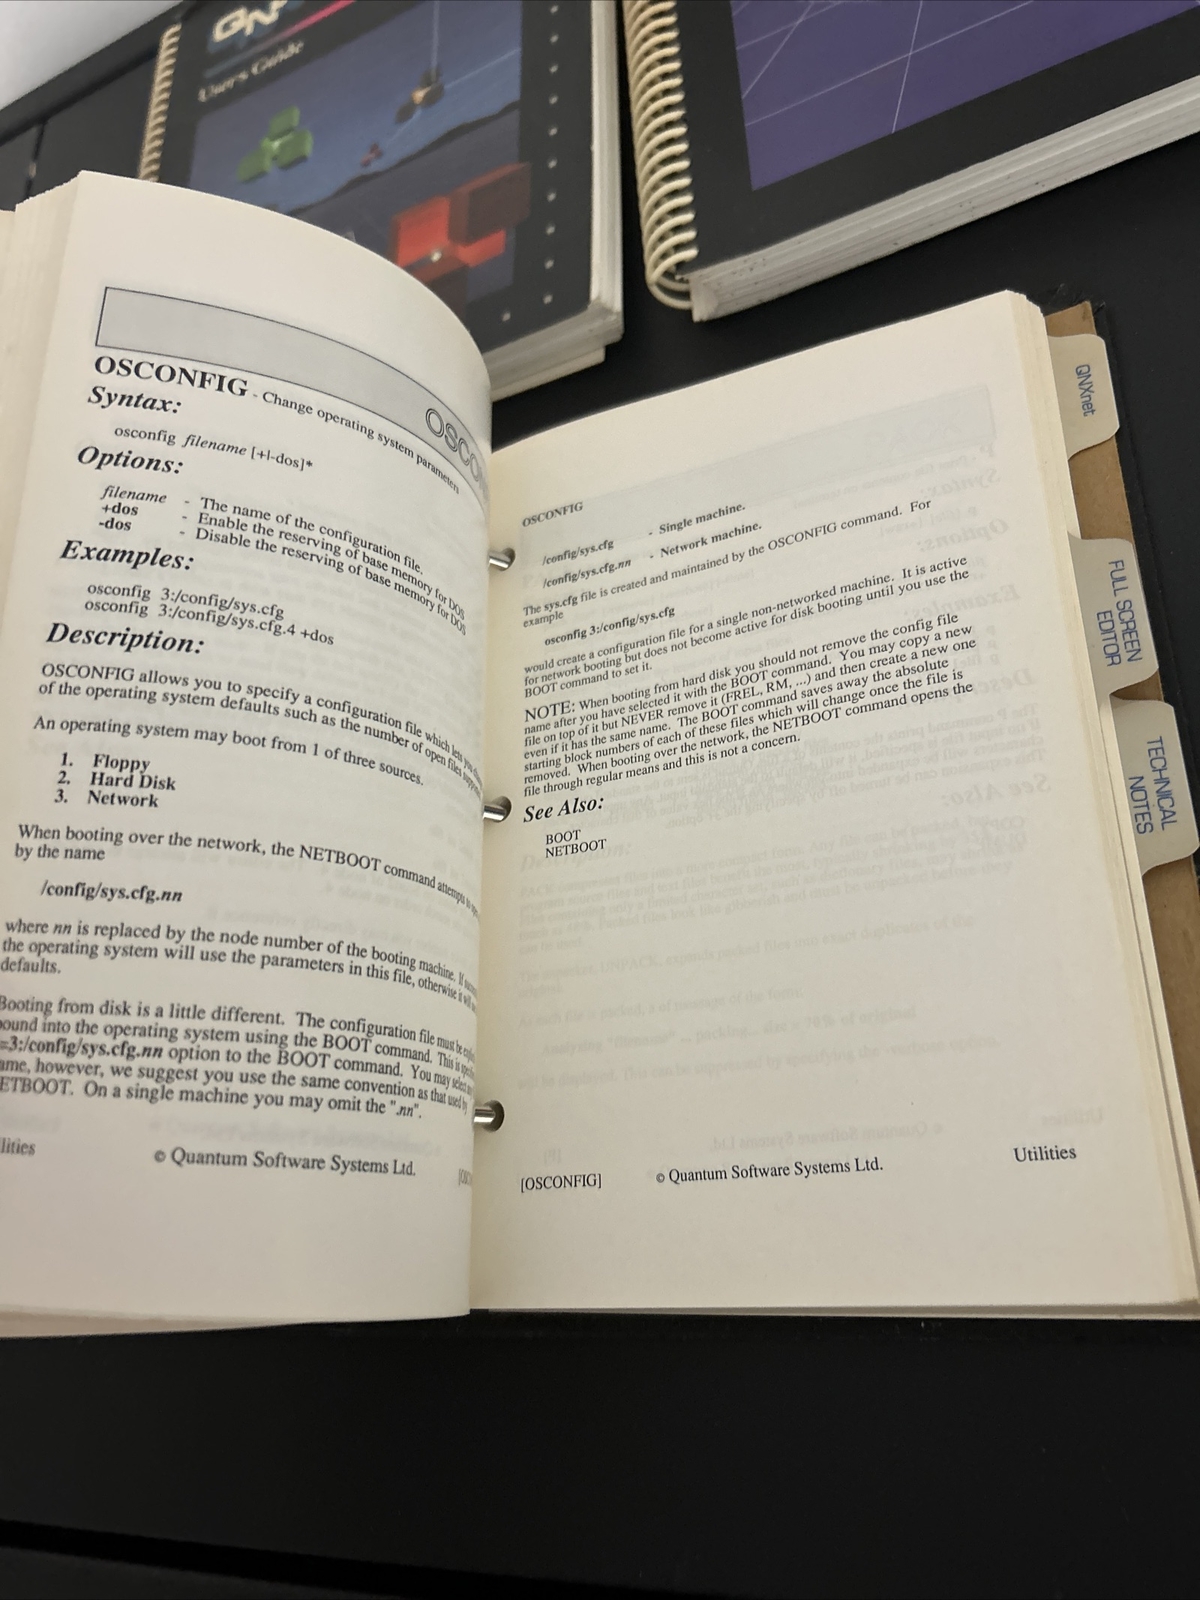 QNX
User's Guide
OSCO
OSCONFIG - Change operating system parameters
Syntax:
osconfig filename [+|-dos]*
Options:
filename - The name of the configuration file.
+dos - Enable the reserving of base memory for DOS
-dos - Disable the reserving of base memory for DOS
Examples:
osconfig 3:/config/sys.cfg
osconfig 3:/config/sys.cfg.4 +dos
Description:
OSCONFIG allows you to specify a configuration file which lets you
of the operating system defaults such as the number of open files
An operating system may boot from 1 of three sources.
1. Floppy
2. Hard Disk
3. Network
When booting over the network, the NETBOOT command attempts to
by the name
/config/sys.cfg.nn
where nn is replaced by the node number of the booting machine. If
the operating system will use the parameters in this file, otherwise it will
defaults.
Booting from disk is a little different. The configuration file must be
ound into the operating system using the BOOT command. This is
=3:/config/sys.cfg.nn option to the BOOT command. You may select
ame, however, we suggest you use the same convention as that used by
ETBOOT. On a single machine you may omit the ".nn".
lities
© Quantum Software Systems Ltd.
OSCONFIG
/config/sys.cfg - Single machine.
/config/sys.cfg.nn - Network machine.
The sys.cfg file is created and maintained by the OSCONFIG command. For
example
osconfig 3:/config/sys.cfg
would create a configuration file for a single non-networked machine. It is active
for network booting but does not become active for disk booting until you use the
BOOT command to set it.
NOTE: When booting from hard disk you should not remove the config file
name after you have selected it with the BOOT command. You may copy a new
file on top of it but NEVER remove it (FREL, RM, ...) and then create a new one
even if it has the same name. The BOOT command saves away the absolute
starting block numbers of each of these files which will change once the file is
removed. When booting over the network, the NETBOOT command opens the
file through regular means and this is not a concern.
See Also:
BOOT
NETBOOT
[OSCONFIG]
© Quantum Software Systems Ltd.
Utilities
QNXnet
FULL SCREEN
EDITOR
TECHNICAL
NOTES